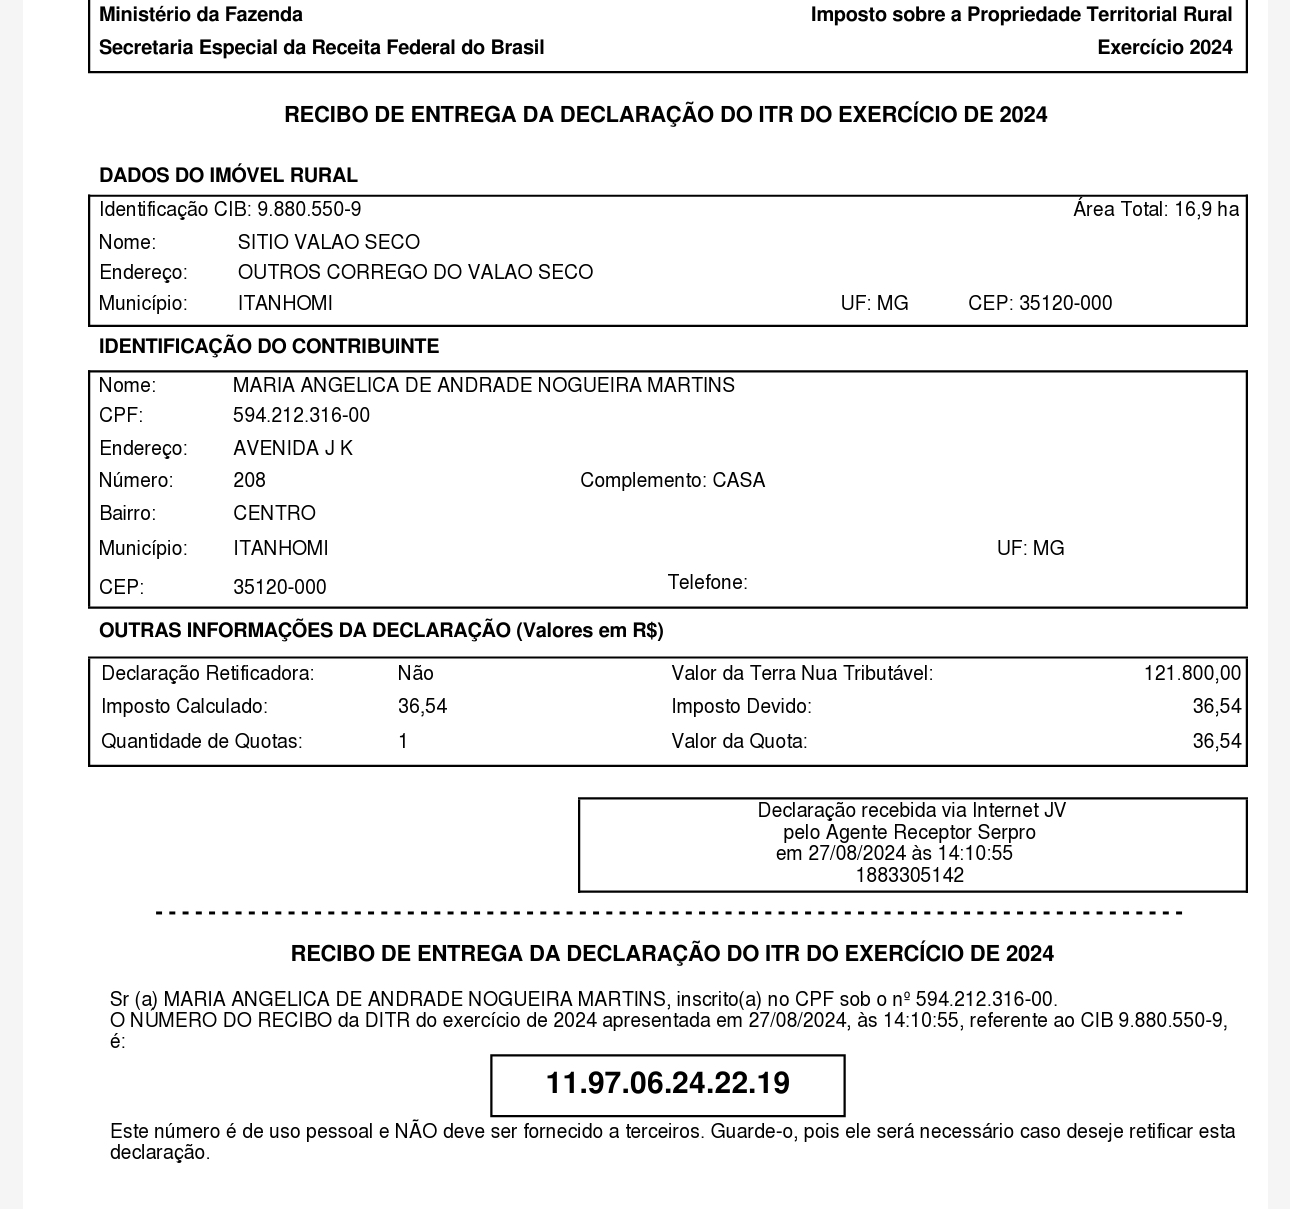 Ministério da Fazenda Imposto sobre a Propriedade Territorial Rural
Secretaria Especial da Receita Federal do Brasil Exercício 2024
RECIBO DE ENTREGA DA DECLARAÇÃO DO ITR DO EXERCÍCIO DE 2024
DADOS DO IMÓVEL RURAL
Identificação CIB: 9.880.550-9 Área Total: 16,9 ha
Nome: SITIO VALAO SECO
Endereço: OUTROS CORREGO DO VALAO SECO
Município: ITANHOMI UF: MG CEP: 35120-000
IDENTIFICAÇÃO DO CONTRIBUINTE
Nome: MARIA ANGELICA DE ANDRADE NOGUEIRA MARTINS
CPF: 594.212.316-00
Endereço: AVENIDA J K
Número: 208 Complemento: CASA
Bairro: CENTRO
Município: ITANHOMI UF: MG
CEP: 35120-000 Telefone:
OUTRAS INFORMAÇÕES DA DECLARAÇÃO (Valores em R$)
Declaração Retificadora: Não Valor da Terra Nua Tributável: 121.800,00
Imposto Calculado: 36,54 Imposto Devido: 36,54
Quantidade de Quotas: 1 Valor da Quota: 36,54
Declaração recebida via Internet JV
pelo Agente Receptor Serpro
em 27/08/2024 às 14:10:55
1883305142
RECIBO DE ENTREGA DA DECLARAÇÃO DO ITR DO EXERCÍCIO DE 2024
Sr (a) MARIA ANGELICA DE ANDRADE NOGUEIRA MARTINS, inscrito(a) no CPF sob o nº 594.212.316-00.
O NÚMERO DO RECIBO da DITR do exercício de 2024 apresentada em 27/08/2024, às 14:10:55, referente ao CIB 9.880.550-9,
é:
11.97.06.24.22.19
Este número é de uso pessoal e NÃO deve ser fornecido a terceiros. Guarde-o, pois ele será necessário caso deseje retificar esta
declaração.